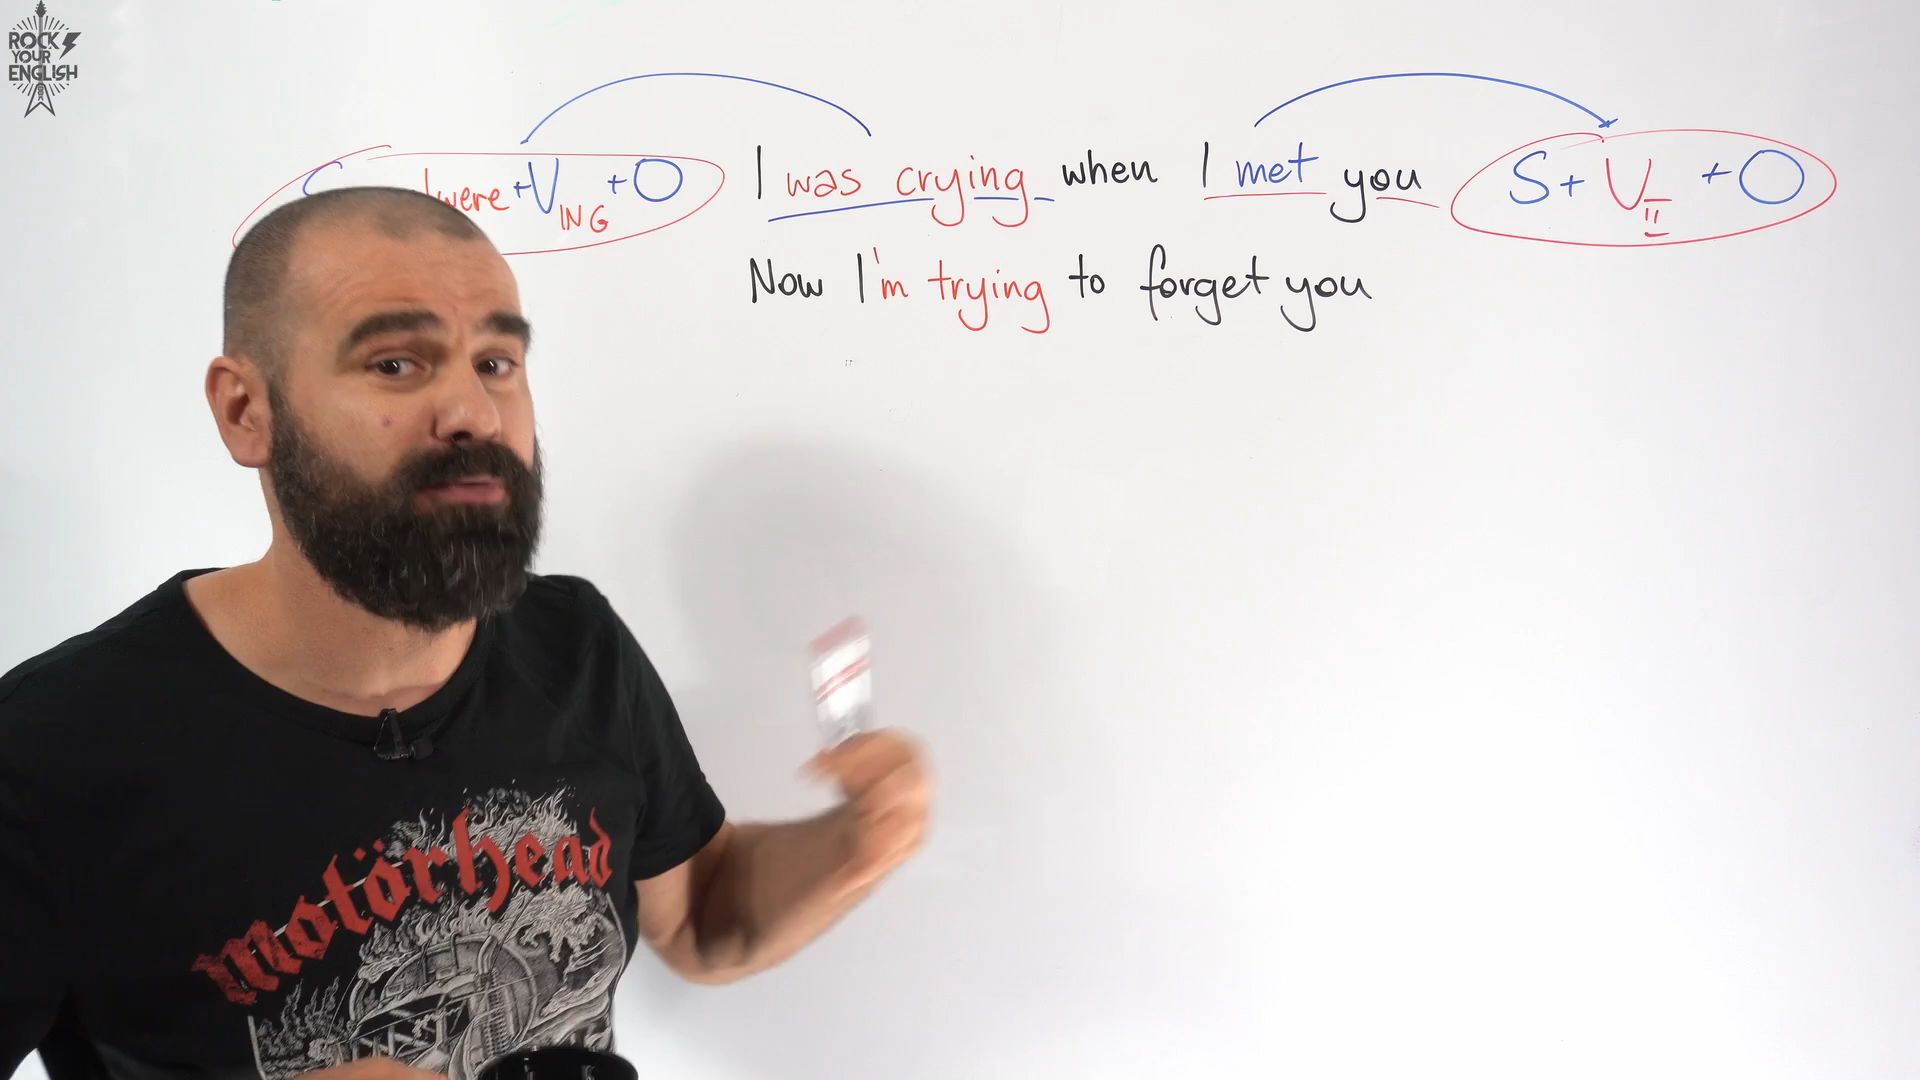 ROCK
YOUR
ENGLISH
were + V ING + O I was crying when I met you S + V II + O
Now I'm trying to forget you
Motörhead